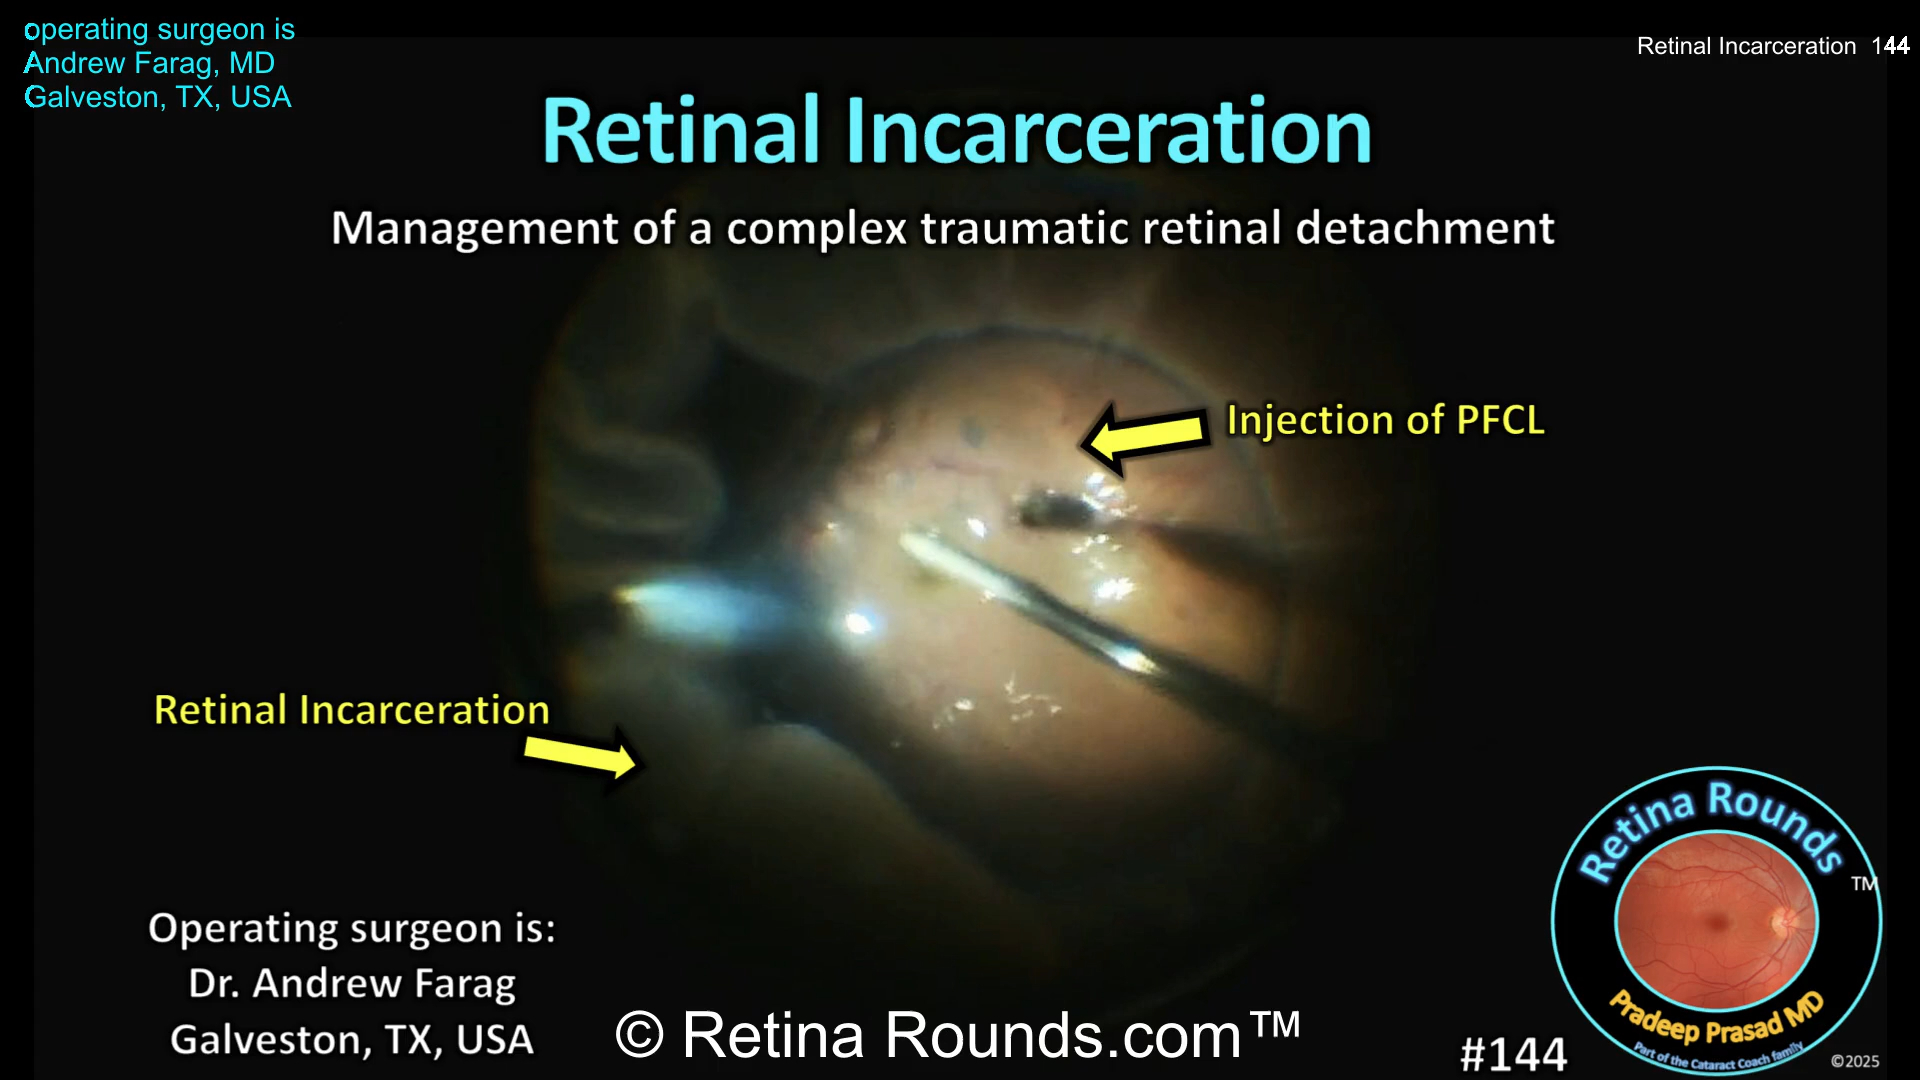 operating surgeon is
Andrew Farag, MD
Galveston, TX, USA
Retinal Incarceration 144
Retinal Incarceration
Management of a complex traumatic retinal detachment
Injection of PFCL
Retinal Incarceration
Operating surgeon is:
Dr. Andrew Farag
Galveston, TX, USA
© Retina Rounds.com™
#144
Retina Rounds
TM
Pradeep Prasad MD
Part of the Cataract Coach family
©2025